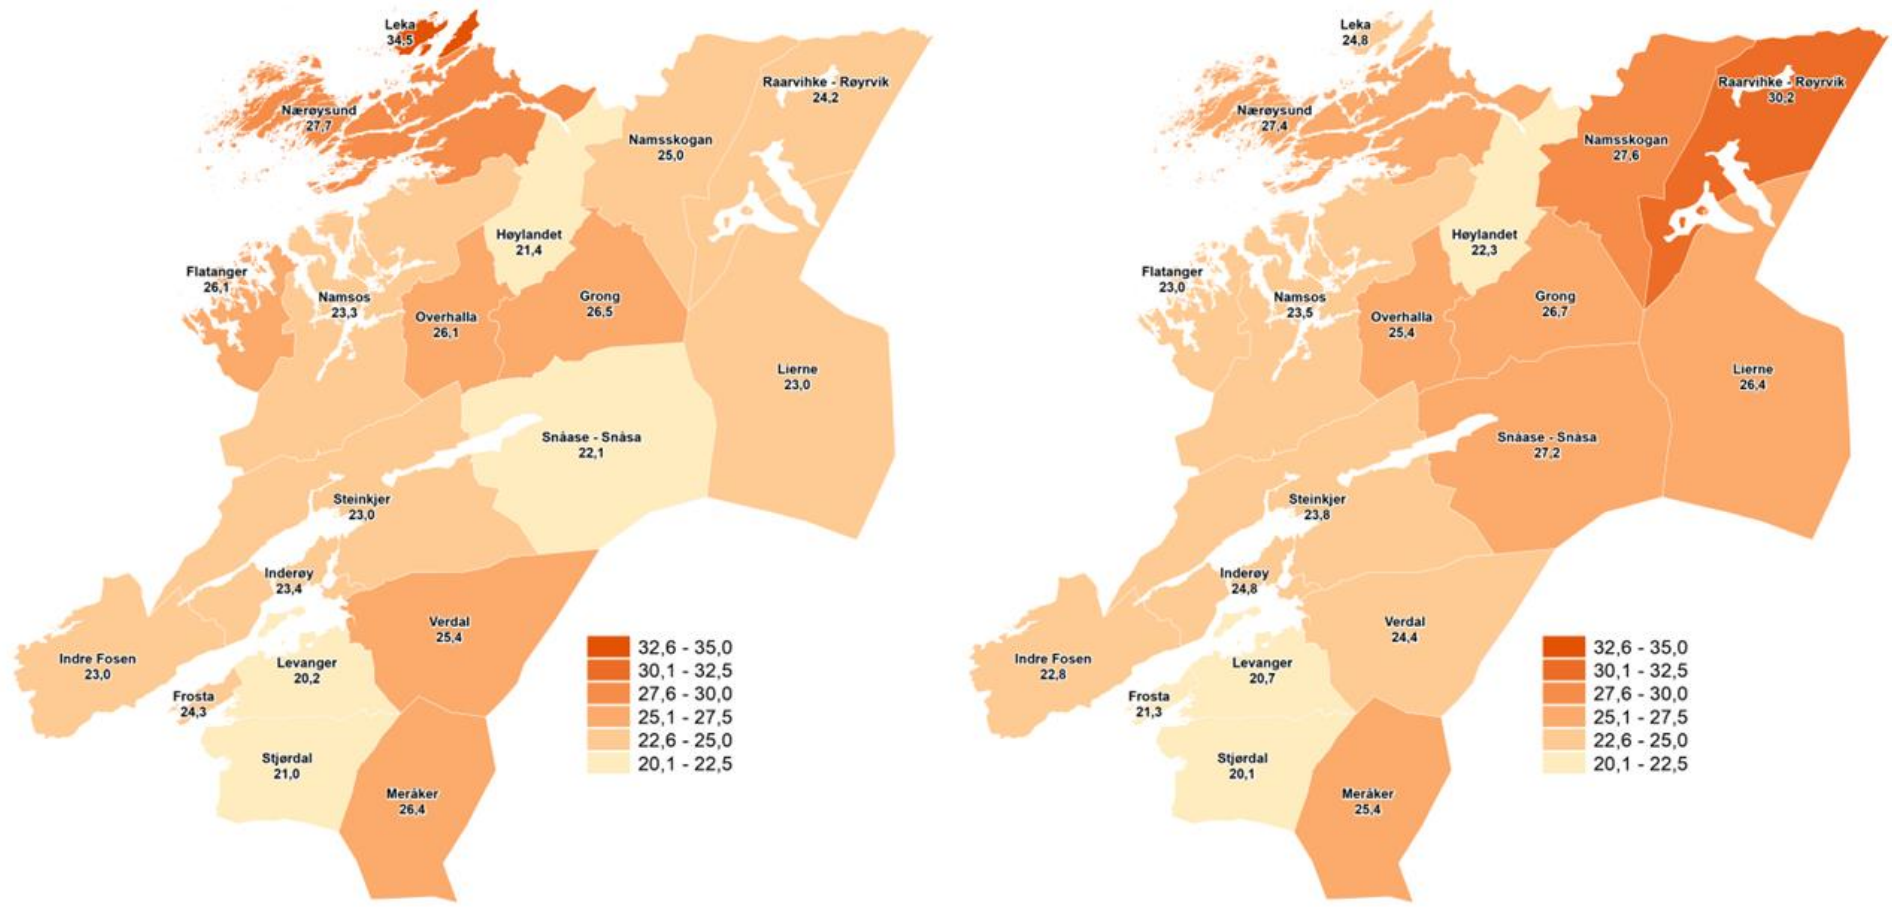 Leka
34,5
Nærøysund
27,7
Raarvihke - Røyrvik
24,2
Namsskogan
25,0
Høylandet
21,4
Flatanger
26,1
Namsos
23,3
Overhalla
26,1
Grong
26,5
Lierne
23,0
Snåase - Snåsa
22,1
Steinkjer
23,0
Inderøy
23,4
Verdal
25,4
Indre Fosen
23,0
Levanger
20,2
Frosta
24,3
Stjørdal
21,0
Meråker
26,4
32,6 - 35,0
30,1 - 32,5
27,6 - 30,0
25,1 - 27,5
22,6 - 25,0
20,1 - 22,5
Leka
24,8
Nærøysund
27,4
Raarvihke - Røyrvik
30,2
Namsskogan
27,6
Høylandet
22,3
Flatanger
23,0
Namsos
23,5
Overhalla
25,4
Grong
26,7
Lierne
26,4
Snåase - Snåsa
27,2
Steinkjer
23,8
Inderøy
24,8
Verdal
24,4
Indre Fosen
22,8
Levanger
20,7
Frosta
21,3
Stjørdal
20,1
Meråker
25,4
32,6 - 35,0
30,1 - 32,5
27,6 - 30,0
25,1 - 27,5
22,6 - 25,0
20,1 - 22,5